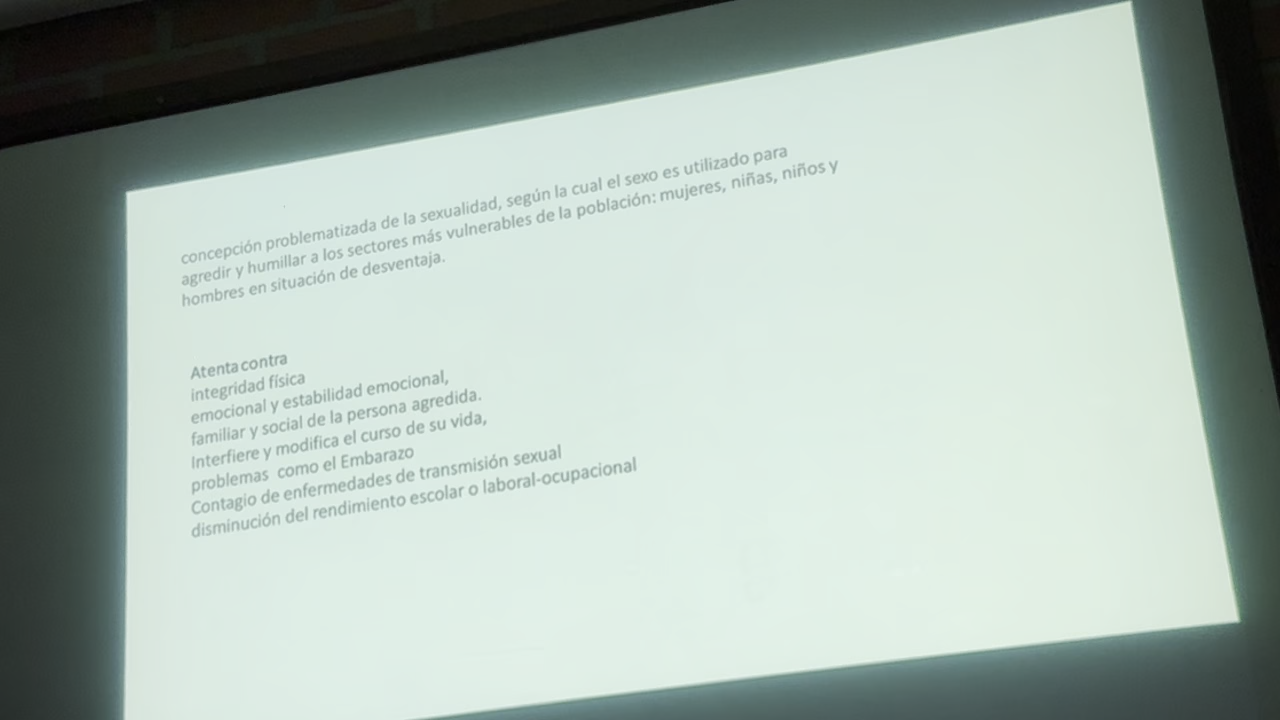 concepción problematizada de la sexualidad, según la cual el sexo es utilizado para
agredir y humillar a los sectores más vulnerables de la población: mujeres, niñas, niños y
hombres en situación de desventaja.
Atenta contra
integridad física
emocional y estabilidad emocional,
familiar y social de la persona agredida.
Interfiere y modifica el curso de su vida,
problemas como el Embarazo
Contagio de enfermedades de transmisión sexual
disminución del rendimiento escolar o laboral-ocupacional